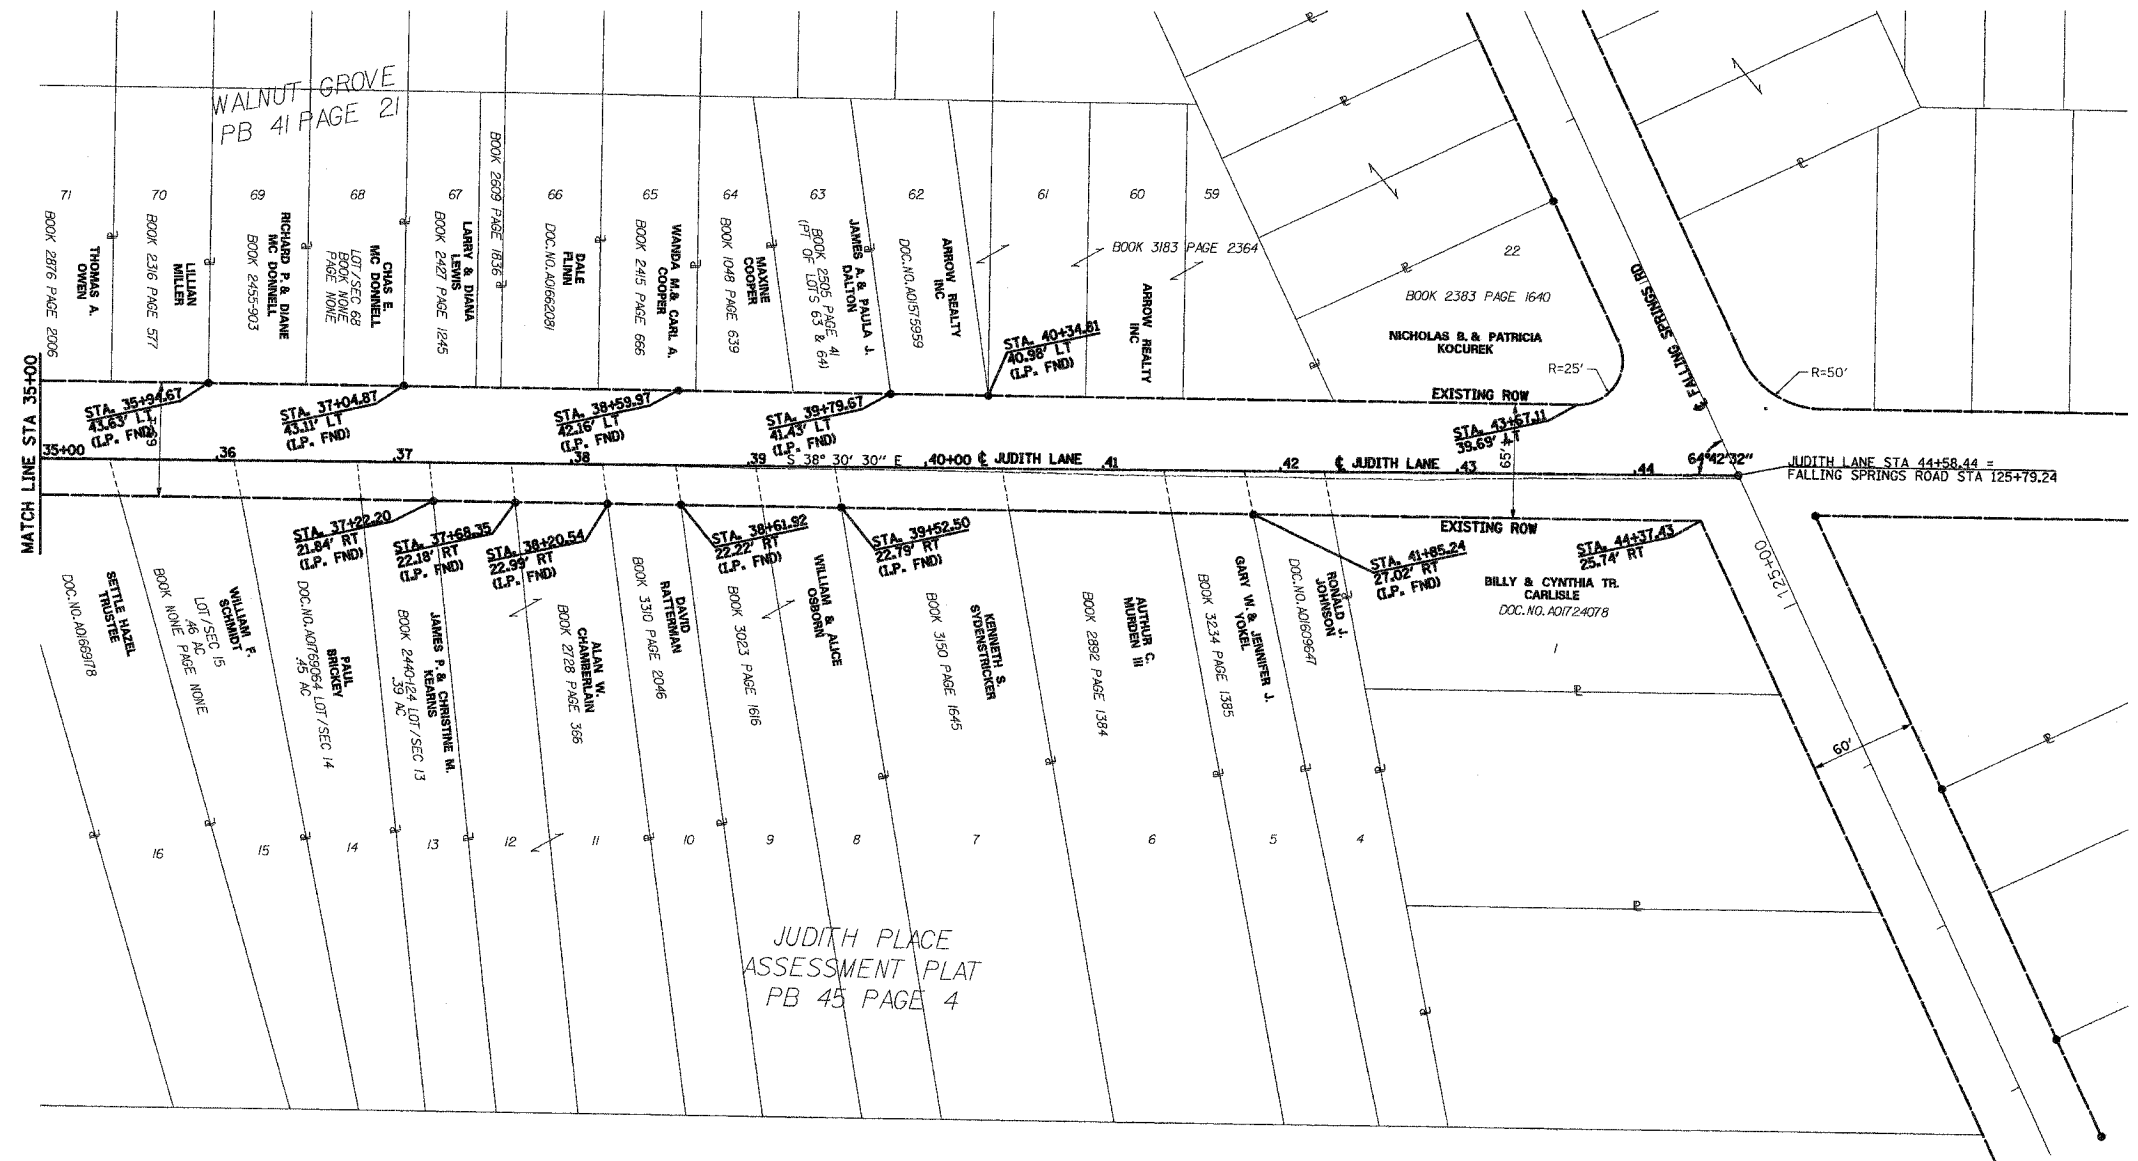 WALNUT GROVE
PB 41 PAGE 21
71
THOMAS A.
OWEN
BOOK 2876 PAGE 2006
70
LILLIAN
MILLER
BOOK 2316 PAGE 577
69
RICHARD P. & DIANE
MC DONNELL
BOOK 2455-903
68
CHAS E.
MC DONNELL
LOT/SEC 68
BOOK NONE
PAGE NONE
67
LARRY & DIANA
LEWIS
BOOK 2427 PAGE 1245
BOOK 2609 PAGE 1836
66
DALE
FLINN
DOC.NO.A01662081
65
WANDA M.& CARL A.
COOPER
BOOK 2415 PAGE 666
64
MAXINE
COOPER
BOOK 1048 PAGE 639
63
JAMES A. & PAULA J.
DALTON
BOOK 2505 PAGE 41
(PT OF LOTS 63 & 64)
62
ARROW REALTY
INC
DOC.NO.A01575959
61
60
59
BOOK 3183 PAGE 2364
ARROW REALTY
INC
22
BOOK 2383 PAGE 1640
NICHOLAS B. & PATRICIA
KOCUREK
R=25'
R=50'
℄ FALLING SPRINGS RD
EXISTING ROW
MATCH LINE STA 35+00
STA. 35+94.67
43.63' LT
(I.P. FND)
STA. 37+04.87
43.11' LT
(I.P. FND)
STA. 38+59.97
42.16' LT
(I.P. FND)
STA. 39+79.67
41.43' LT
(I.P. FND)
STA. 40+34.81
40.98' LT
(I.P. FND)
STA. 43+67.11
39.69' LT
65'
35+00
36
37
38
39
S 38° 30' 30" E
40+00 ℄ JUDITH LANE
41
42
℄ JUDITH LANE
43
44
64°42'32"
JUDITH LANE STA 44+58.44 =
FALLING SPRINGS ROAD STA 125+79.24
STA. 37+22.20
21.84' RT
(I.P. FND)
STA. 37+68.35
22.18' RT
(I.P. FND)
STA. 38+20.54
22.99' RT
(I.P. FND)
STA. 38+61.92
22.22' RT
(I.P. FND)
STA. 39+52.50
22.79' RT
(I.P. FND)
STA. 41+85.24
27.02' RT
(I.P. FND)
EXISTING ROW
STA. 44+37.43
25.74' RT
125+00
SETTLE HAZEL
TRUSTEE
DOC.NO.A01669178
WILLIAM F.
SCHMIDT
LOT/SEC 15
.46 AC
BOOK NONE PAGE NONE
PAUL
BRICKEY
DOC.NO.A01769064 LOT/SEC 14
.45 AC
JAMES P. & CHRISTINE M.
KEARNS
BOOK 2440-124 LOT/SEC 13
.39 AC
ALAN W.
CHAMBERLAIN
BOOK 2728 PAGE 366
DAVID
RATTERMAN
BOOK 3310 PAGE 2046
WILLIAM & ALICE
OSBORN
BOOK 3023 PAGE 1616
KENNETH S.
SYDENSTRICKER
BOOK 3150 PAGE 1645
AUTHUR C.
MURDEN III
BOOK 2892 PAGE 1384
GARY W. & JENNIFER J.
YOKEL
BOOK 3234 PAGE 1385
RONALD J.
JOHNSON
DOC.NO.A01609647
BILLY & CYNTHIA TR.
CARLISLE
DOC.NO. A01724078
1
60'
16
15
14
13
12
11
10
9
8
7
6
5
4
JUDITH PLACE
ASSESSMENT PLAT
PB 45 PAGE 4